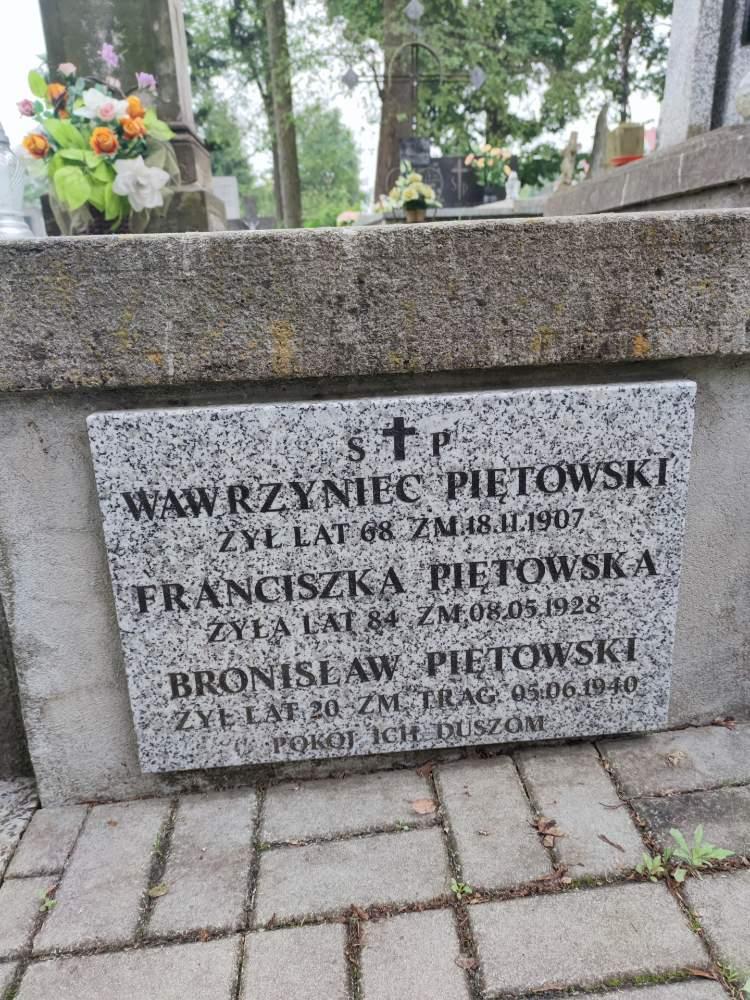 Ś P
WAWRZYNIEC PIĘTOWSKI
ŻYŁ LAT 68 ZM.18.11.1907
FRANCISZKA PIĘTOWSKA
ŻYŁA LAT 84 ZM.08.05.1928
BRONISŁAW PIĘTOWSKI
ŻYŁ LAT 20 ZM. TRAG. 05.06.1940
POKÓJ ICH DUSZOM